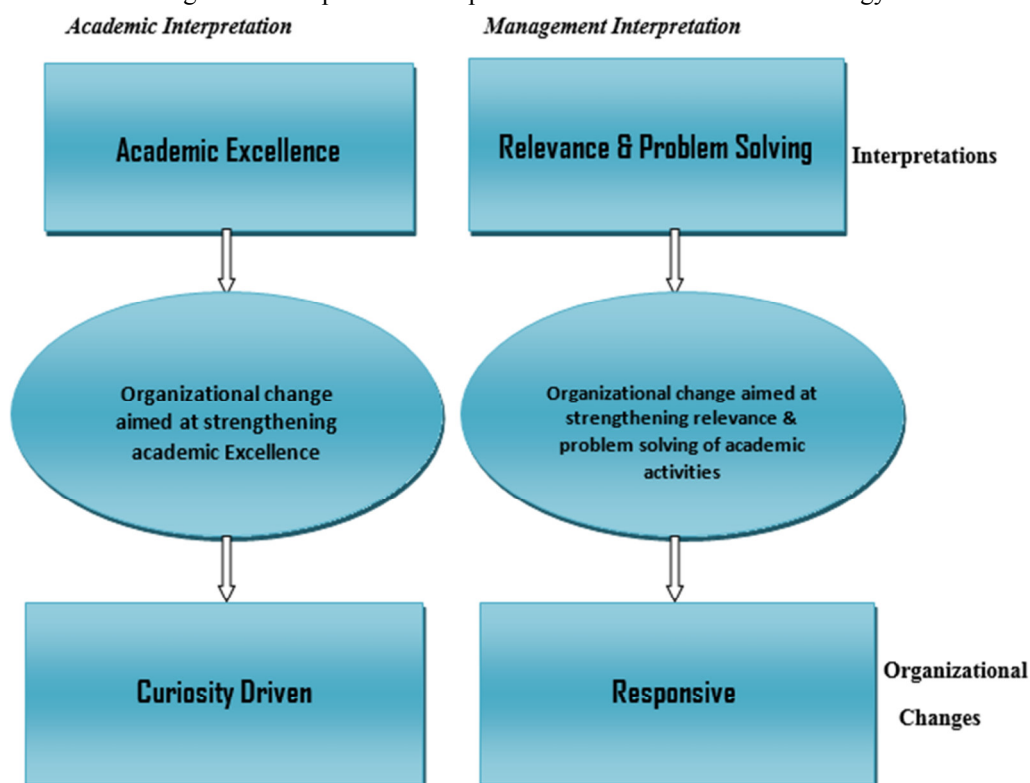 Academic Interpretation
Management Interpretation
Academic Excellence
Relevance & Problem Solving
Interpretations
Organizational change
aimed at strengthening
academic Excellence
Organizational change aimed at
strengthening relevance &
problem solving of academic
activities
Curiosity Driven
Responsive
Organizational
Changes